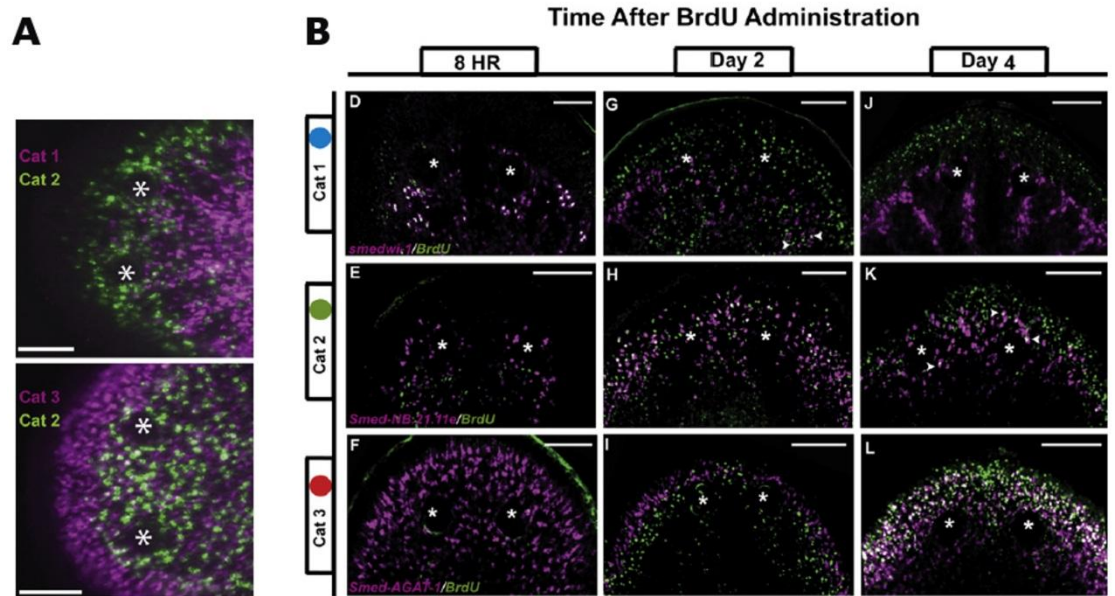 A
Cat 1
Cat 2
Cat 3
Cat 2
B
Time After BrdU Administration
8 HR
Day 2
Day 4
Cat 1
D
G
J
smedwi-1/BrdU
Cat 2
E
H
K
Smed-NB.21.11e/BrdU
Cat 3
F
I
L
Smed-AGAT-1/BrdU